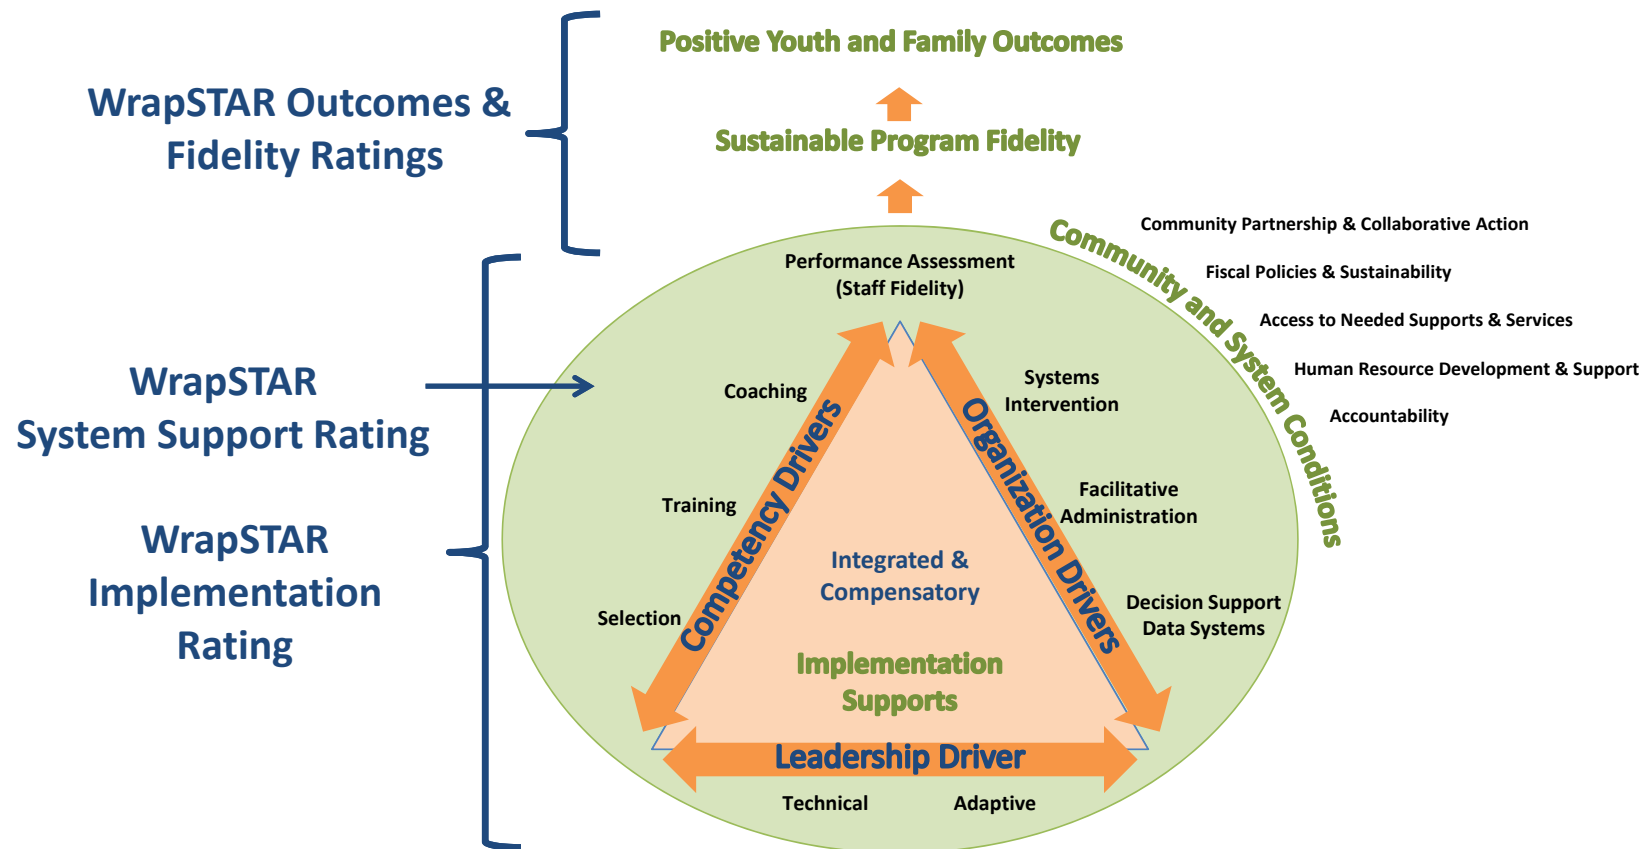 Positive Youth and Family Outcomes
WrapSTAR Outcomes &
Fidelity Ratings
Sustainable Program Fidelity
Community and System Conditions
Community Partnership & Collaborative Action
Fiscal Policies & Sustainability
Access to Needed Supports & Services
Human Resource Development & Support
Accountability
Performance Assessment
(Staff Fidelity)
WrapSTAR
System Support Rating
Coaching
Training
Selection
Competency Drivers
Systems
Intervention
Facilitative
Administration
Decision Support
Data Systems
Organization Drivers
WrapSTAR
Implementation
Rating
Integrated &
Compensatory
Implementation
Supports
Leadership Driver
Technical
Adaptive